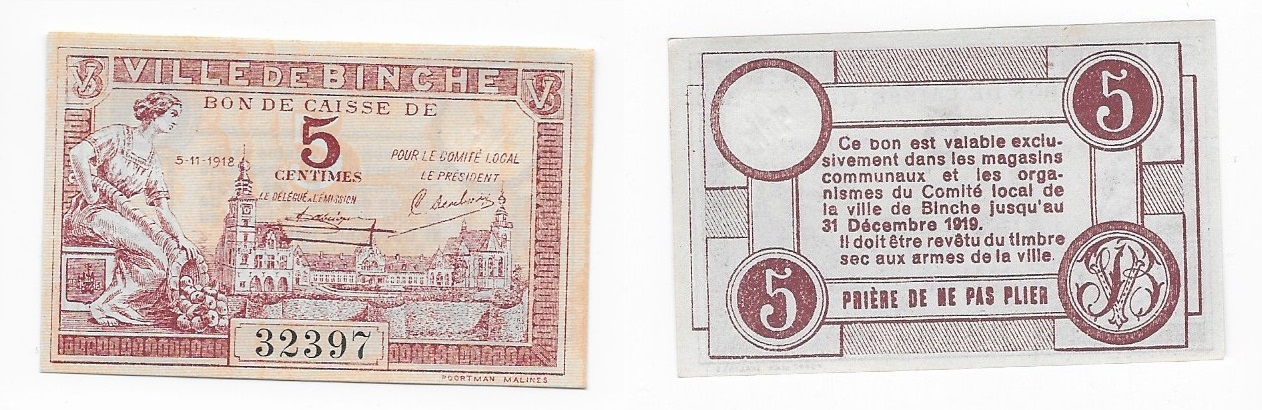 VILLE DE BINCHE
BON DE CAISSE DE
5
CENTIMES
5-11-1918
POUR LE COMITÉ LOCAL
LE PRÉSIDENT
LE DÉLÉGUÉ A L'ÉMISSION
32397
POORTMAN MALINES
5
Ce bon est valable exclu-
sivement dans les magasins
communaux et les orga-
nismes du Comité local de
la ville de Binche jusqu'au
31 Décembre 1919.
Il doit être revêtu du timbre
sec aux armes de la ville.
5
PRIÈRE DE NE PAS PLIER
VB